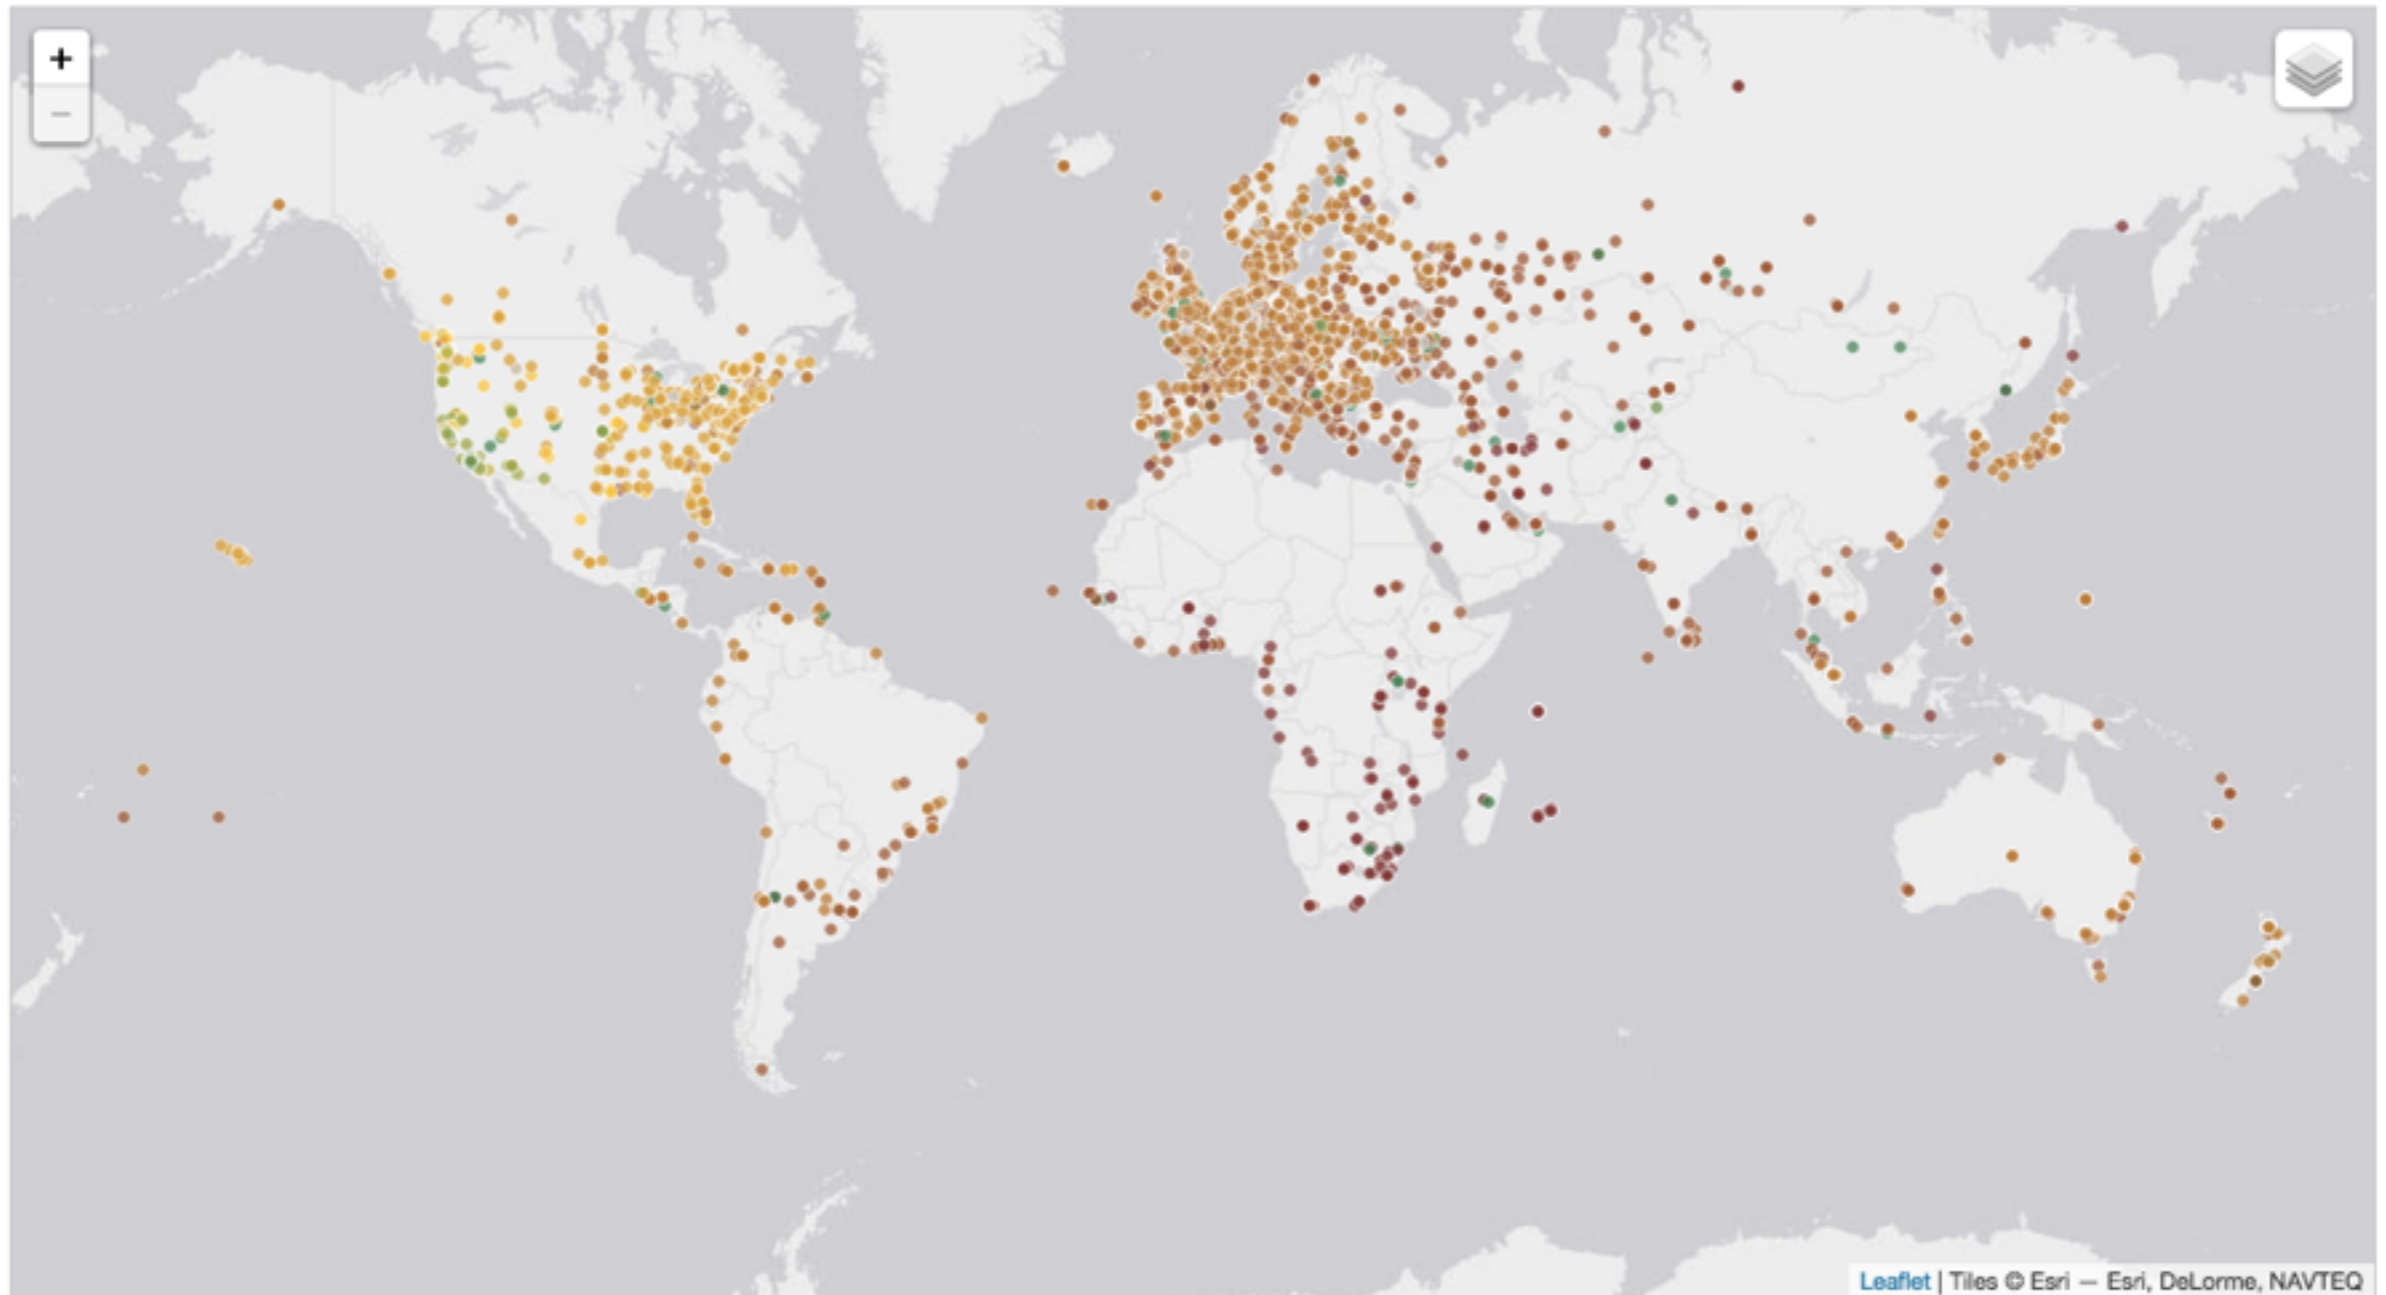 +
−
Leaflet | Tiles © Esri — Esri, DeLorme, NAVTEQ